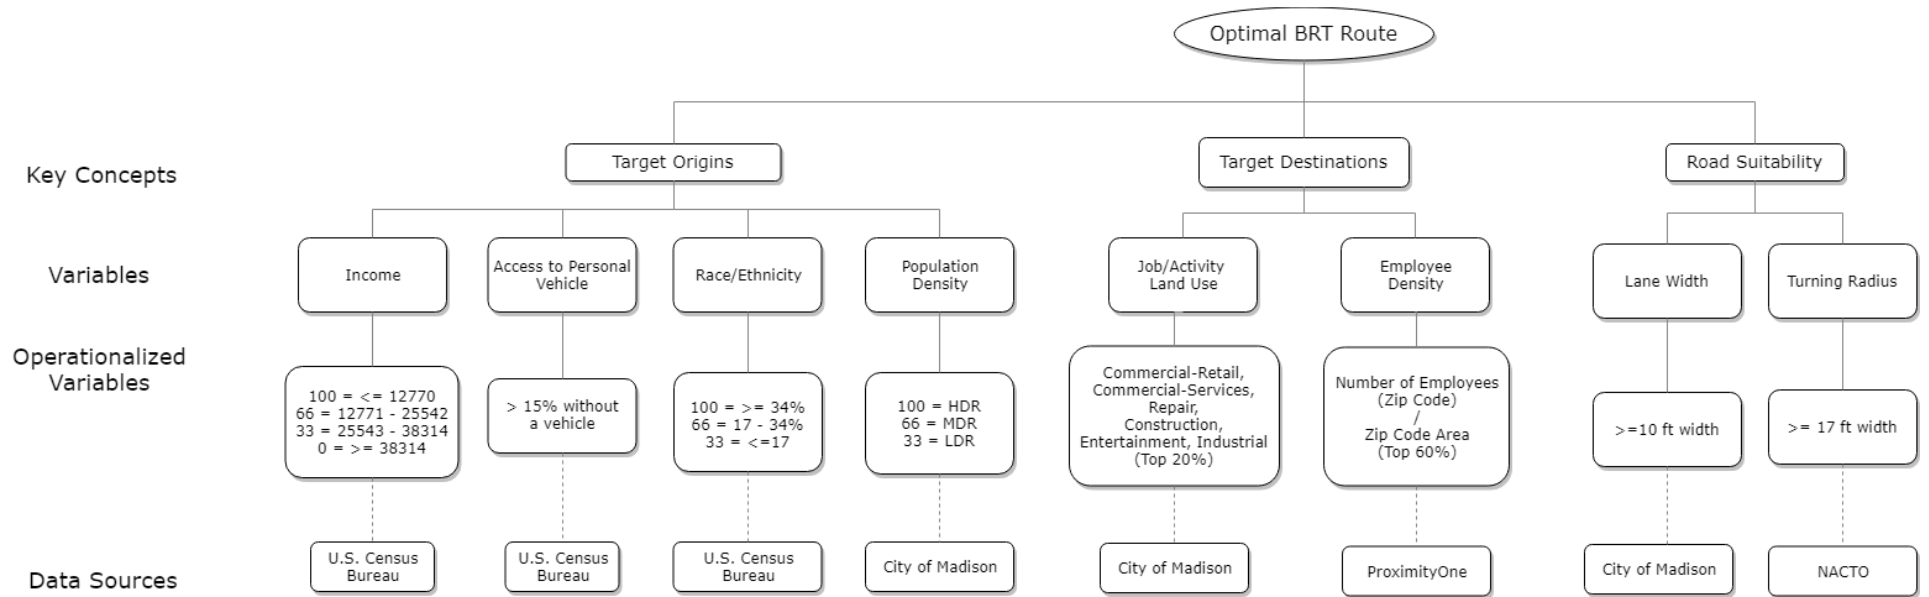 Optimal BRT Route
Key Concepts
Target Origins
Target Destinations
Road Suitability
Variables
Income
Access to Personal
Vehicle
Race/Ethnicity
Population
Density
Job/Activity
Land Use
Employee
Density
Lane Width
Turning Radius
Operationalized
Variables
100 = <= 12770
66 = 12771 - 25542
33 = 25543 - 38314
0 = >= 38314
> 15% without
a vehicle
100 = >= 34%
66 = 17 - 34%
33 = <=17
100 = HDR
66 = MDR
33 = LDR
Commercial-Retail,
Commercial-Services,
Repair,
Construction,
Entertainment, Industrial
(Top 20%)
Number of Employees
(Zip Code)
/
Zip Code Area
(Top 60%)
>=10 ft width
>= 17 ft width
Data Sources
U.S. Census
Bureau
U.S. Census
Bureau
U.S. Census
Bureau
City of Madison
City of Madison
ProximityOne
City of Madison
NACTO